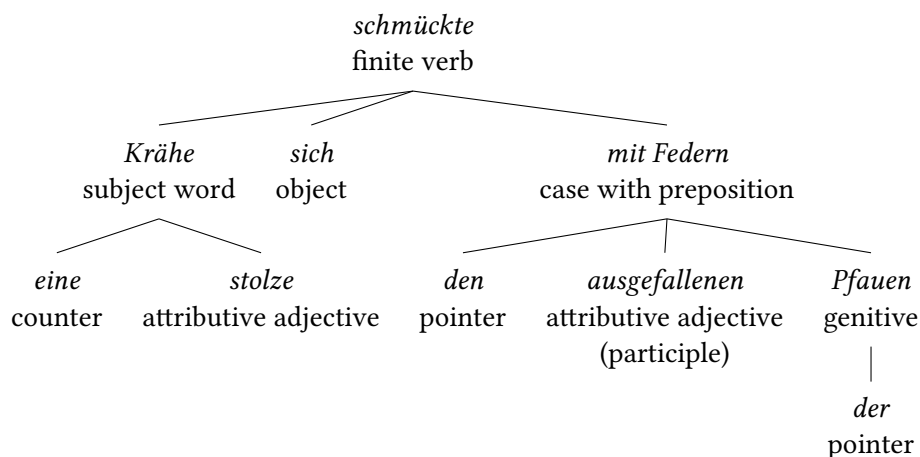 schmückte
finite verb
Krähe sich mit Federn
subject word object case with preposition
eine stolze den ausgefallenen Pfauen
counter attributive adjective pointer attributive adjective genitive
(participle)
der
pointer